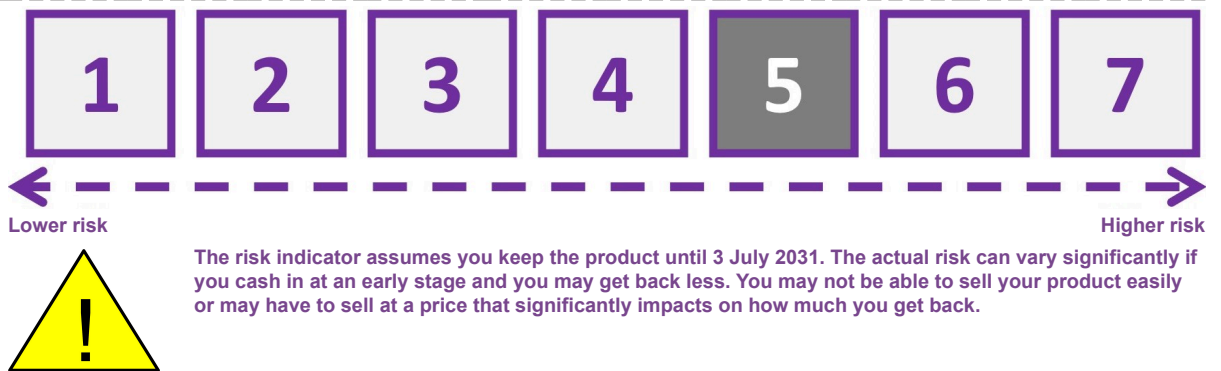 1 2 3 4 5 6 7
Lower risk Higher risk
The risk indicator assumes you keep the product until 3 July 2031. The actual risk can vary significantly if
you cash in at an early stage and you may get back less. You may not be able to sell your product easily
or may have to sell at a price that significantly impacts on how much you get back.
!